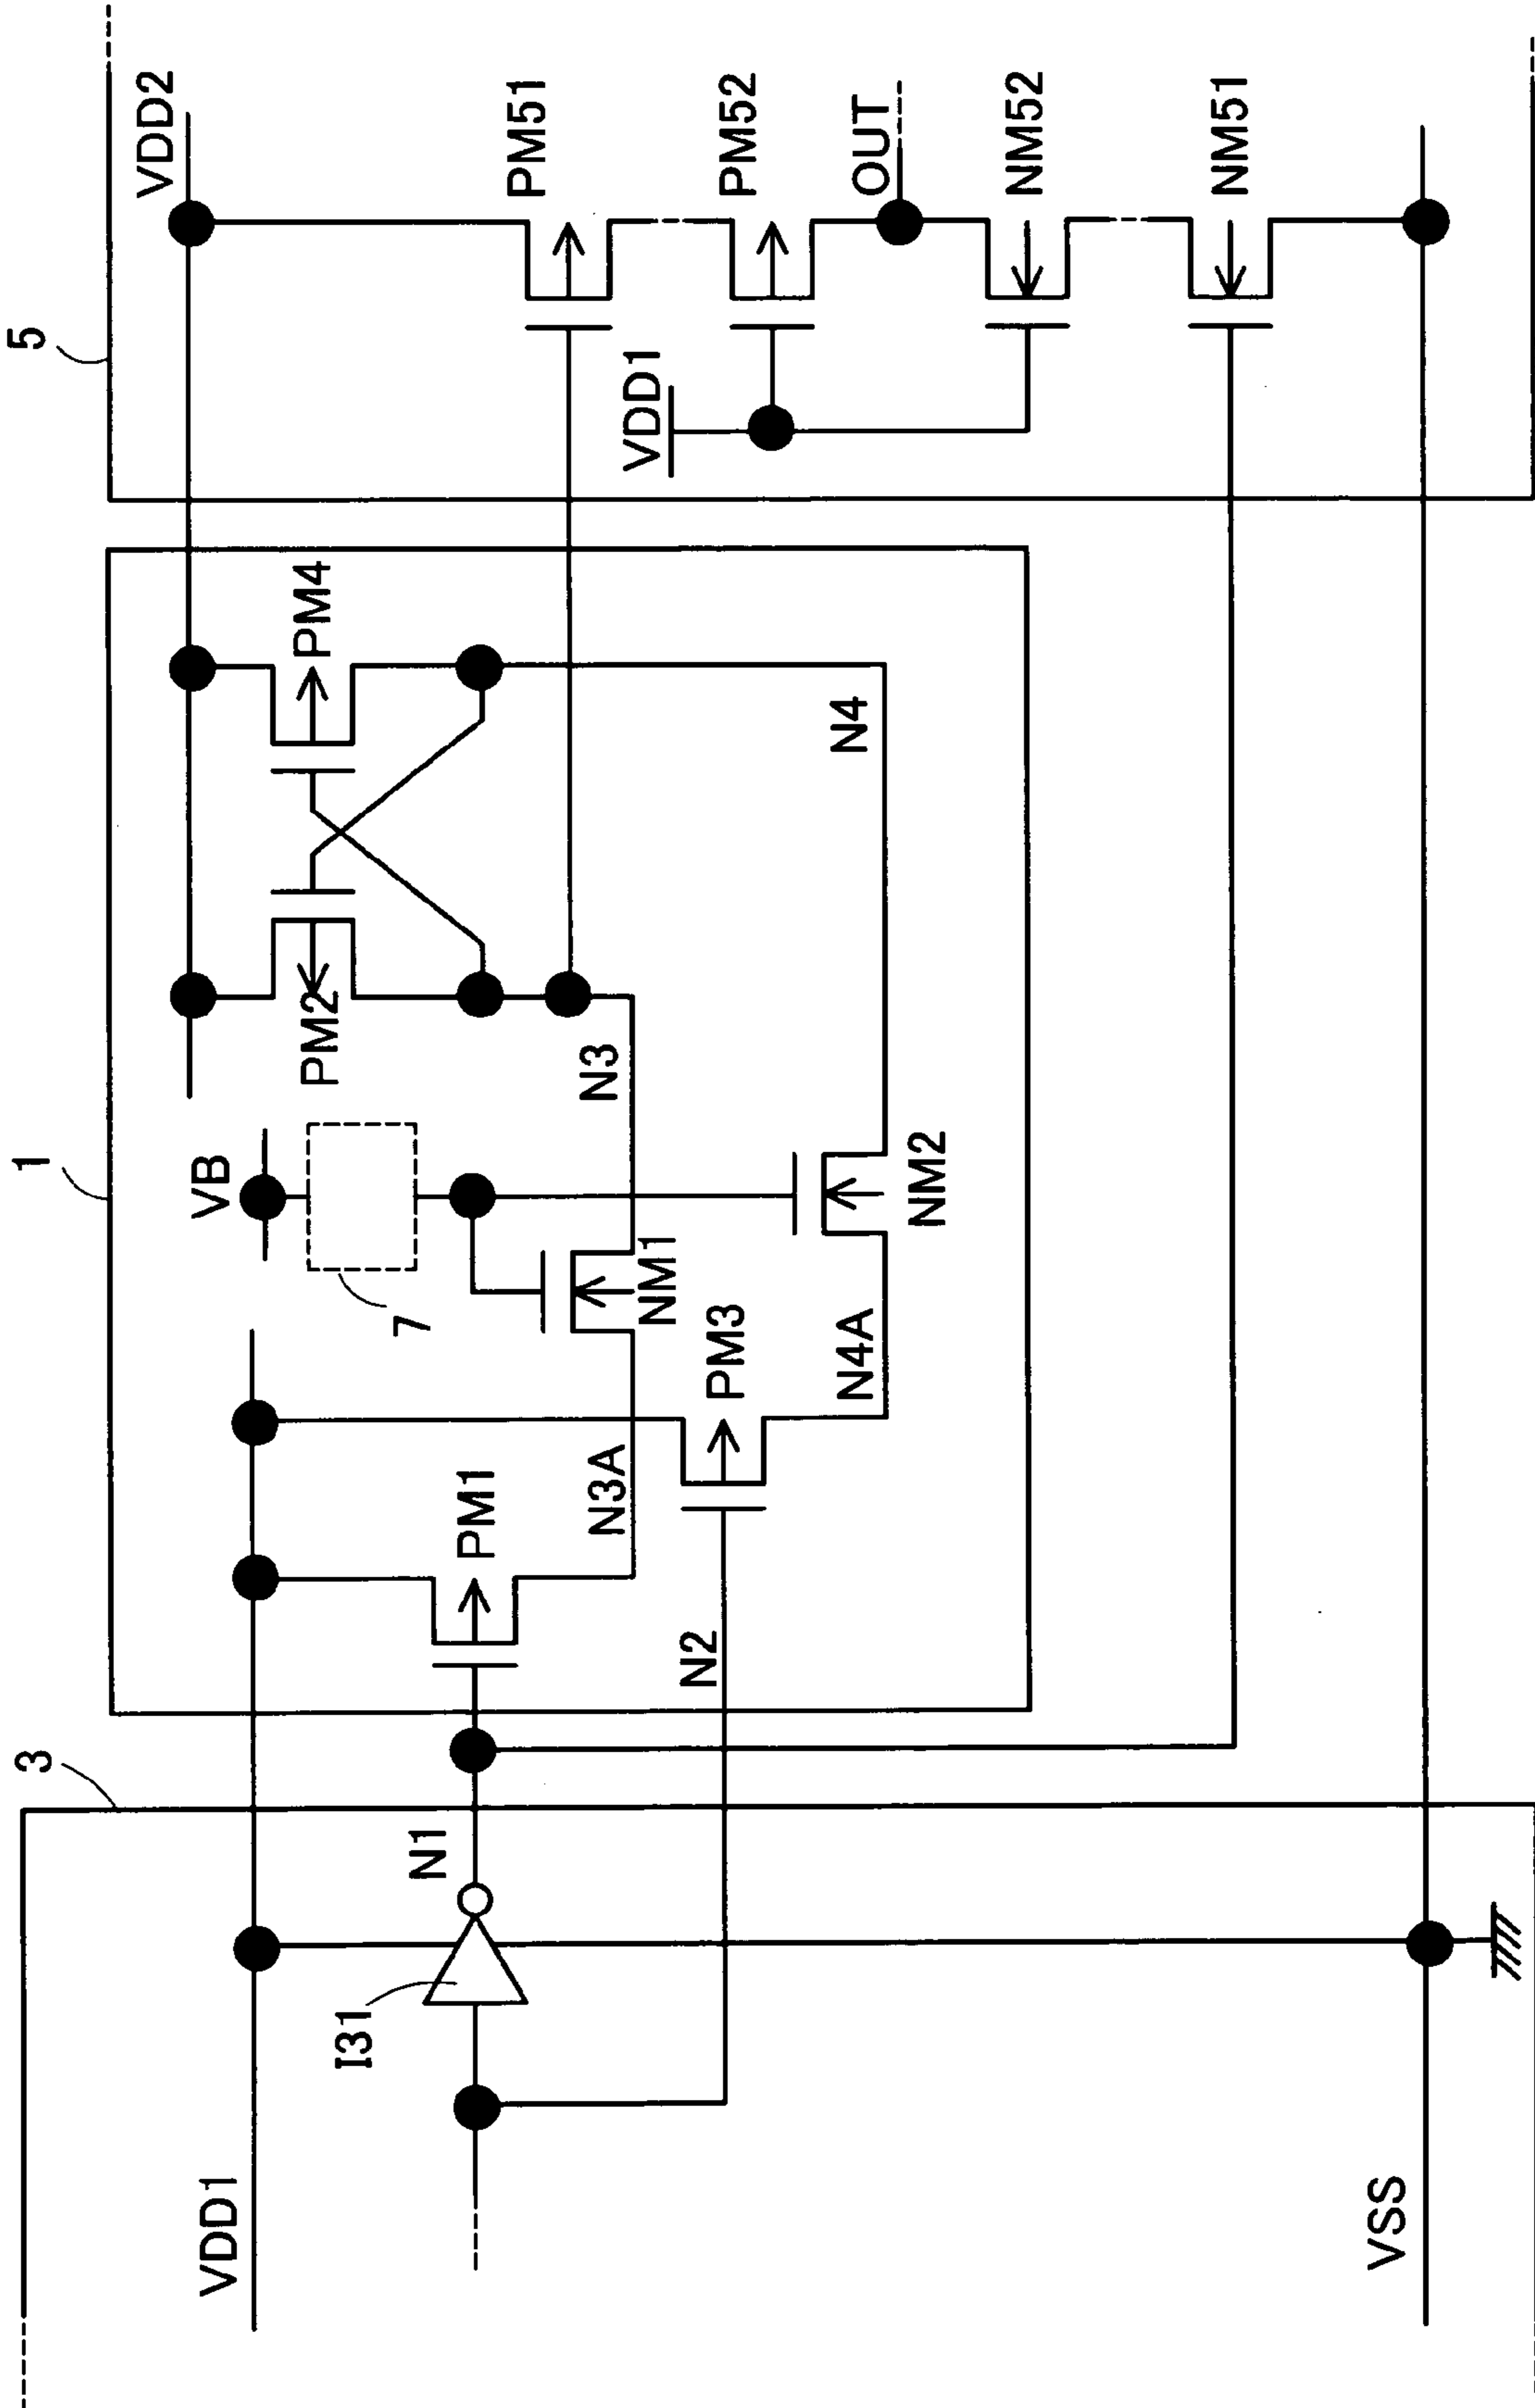 3
1
5
VDD1
I31
N1
N2
VSS
PM1
N3A
PM3
N4A
VB
7
NM1
NM2
N3
PM2
PM4
N4
VDD2
PM51
VDD1
PM52
OUT
NM52
NM51